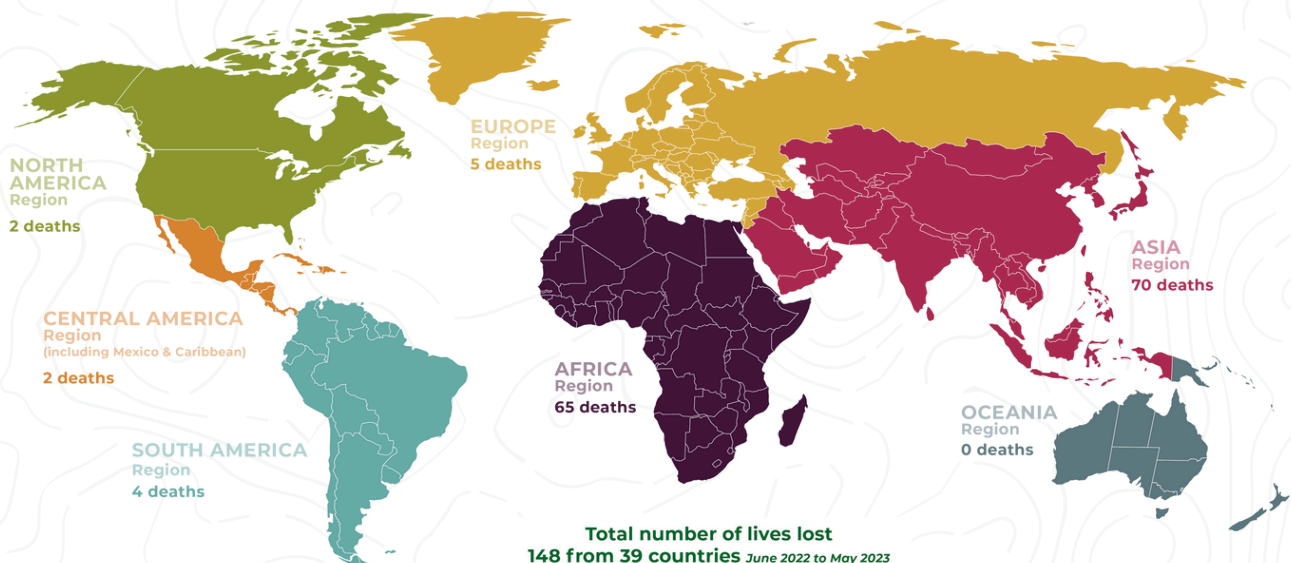 NORTH
AMERICA
Region
2 deaths
EUROPE
Region
5 deaths
ASIA
Region
70 deaths
CENTRAL AMERICA
Region
(including Mexico & Caribbean)
2 deaths
AFRICA
Region
65 deaths
OCEANIA
Region
0 deaths
SOUTH AMERICA
Region
4 deaths
Total number of lives lost
148 from 39 countries June 2022 to May 2023